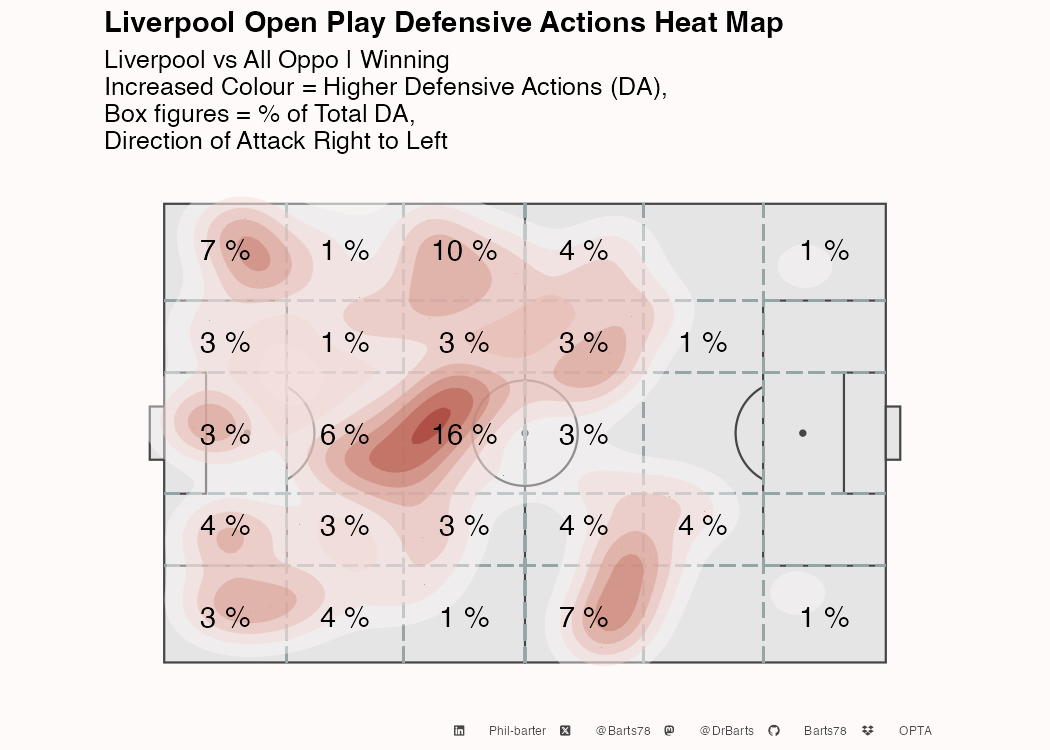 Liverpool Open Play Defensive Actions Heat Map
Liverpool vs All Oppo | Winning
Increased Colour = Higher Defensive Actions (DA),
Box figures = % of Total DA,
Direction of Attack Right to Left
7 % 1 % 10 % 4 % 1 %
3 % 1 % 3 % 3 % 1 %
3 % 6 % 16 % 3 %
4 % 3 % 3 % 4 % 4 %
3 % 4 % 1 % 7 % 1 %
Phil-barter @Barts78 @DrBarts Barts78 OPTA